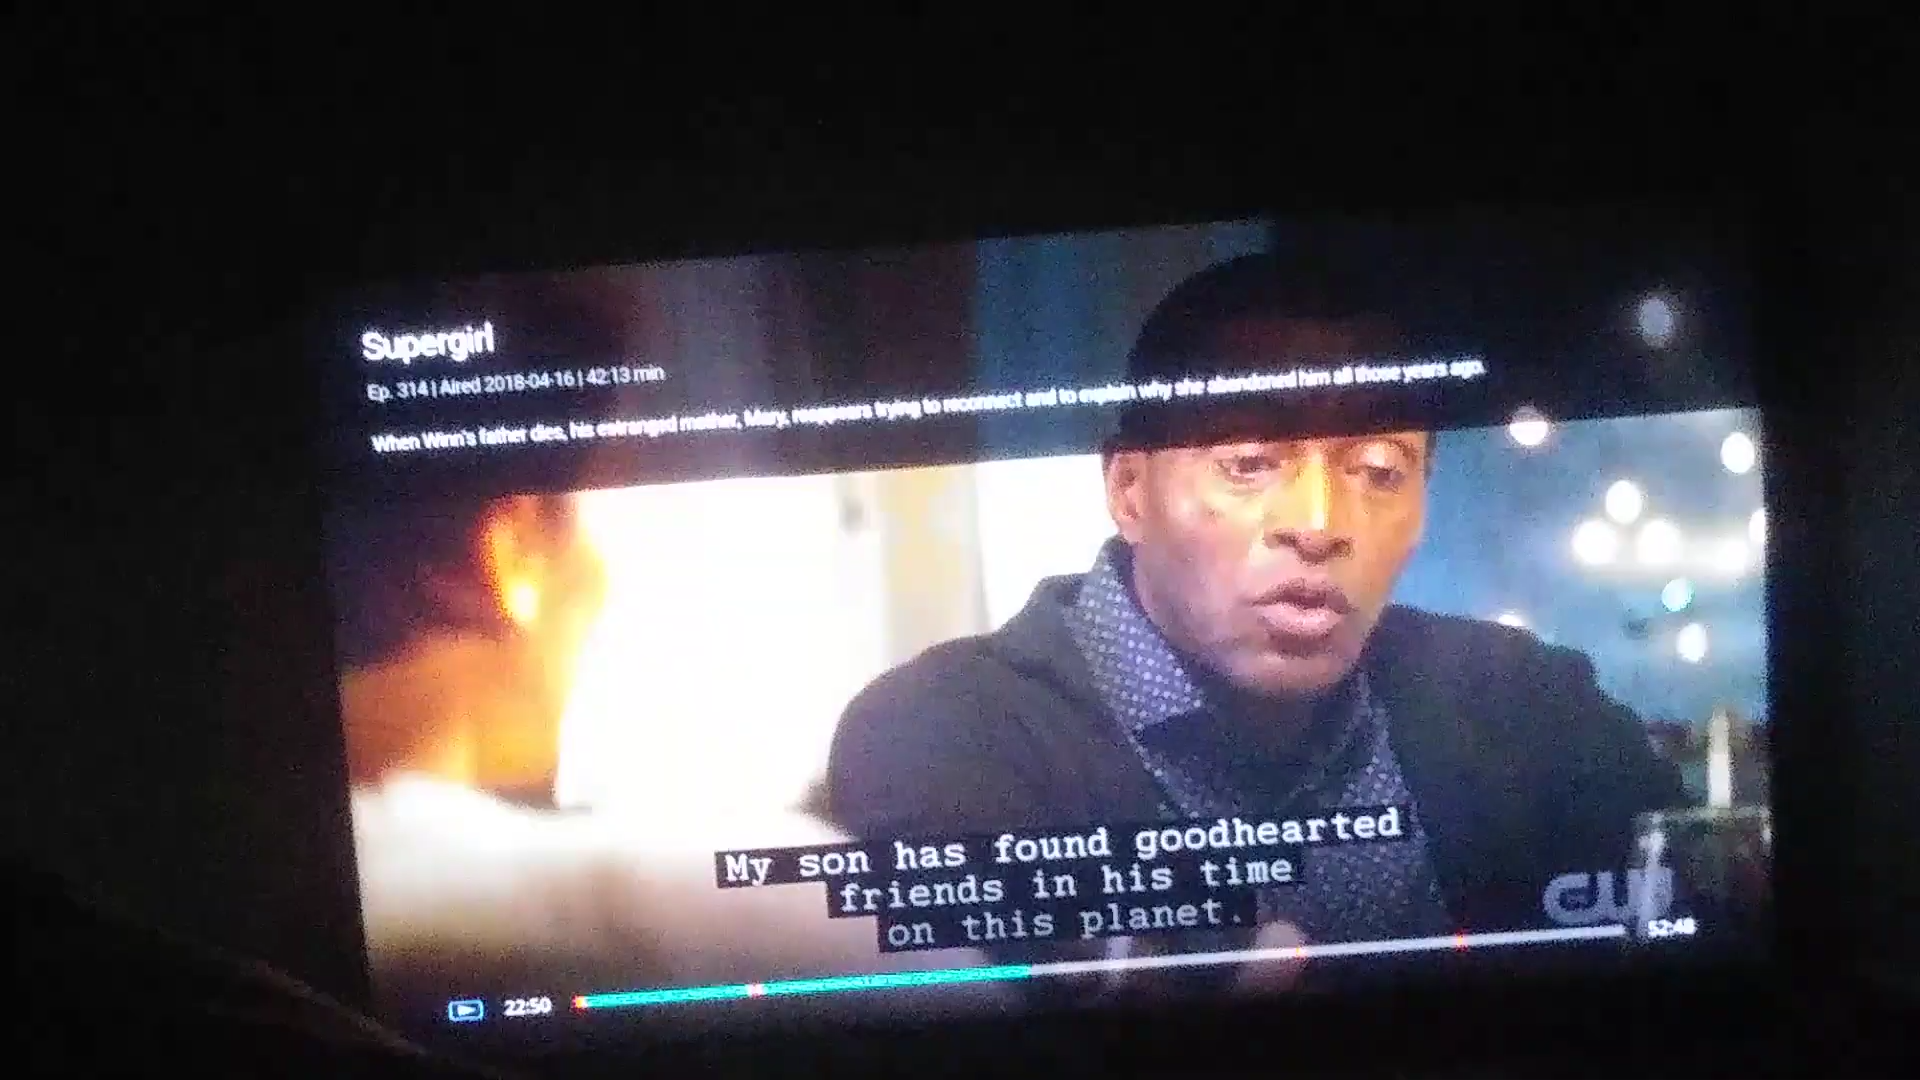 Supergirl
Ep. 314 | Aired 2018-04-16 | 42:13 min
When Winn's father dies, his estranged mother, Mary, reappears trying to reconnect and to explain why she abandoned him all those years ago.
My son has found goodhearted
friends in his time
on this planet.
CW
52:48
22:50